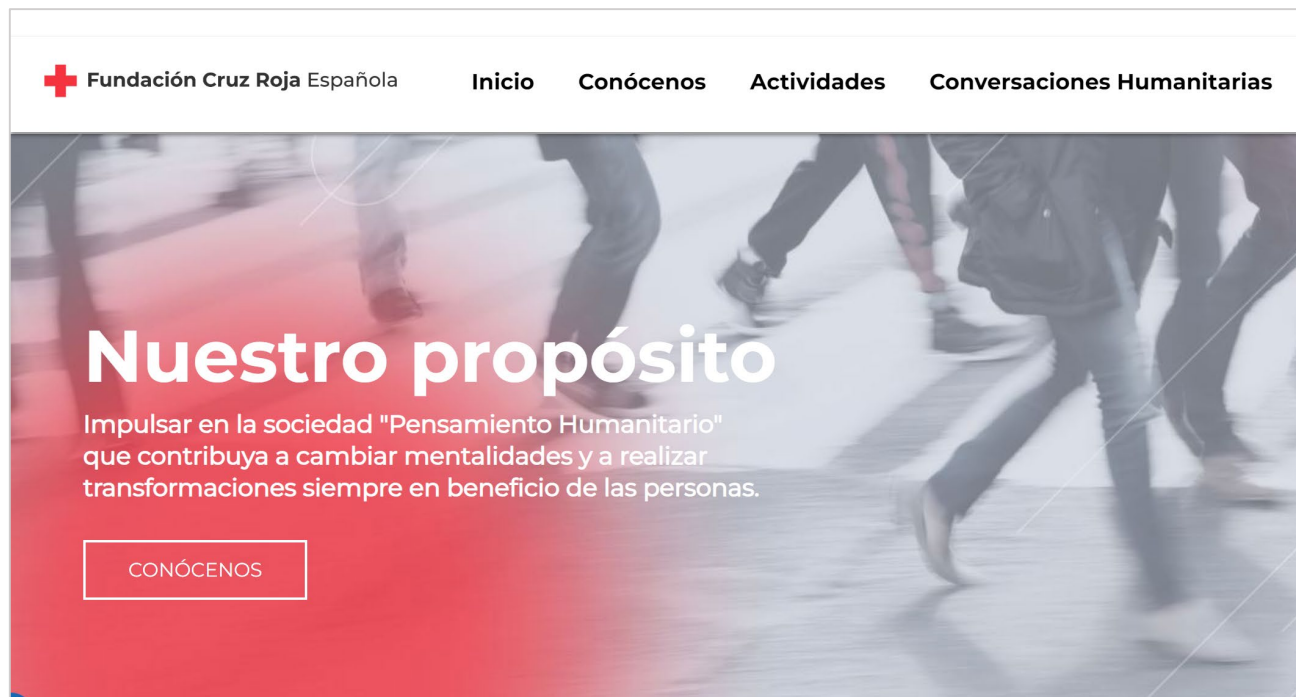 Fundación Cruz Roja Española
Inicio
Conócenos
Actividades
Conversaciones Humanitarias
Nuestro propósito
Impulsar en la sociedad "Pensamiento Humanitario"
que contribuya a cambiar mentalidades y a realizar
transformaciones siempre en beneficio de las personas.
CONÓCENOS